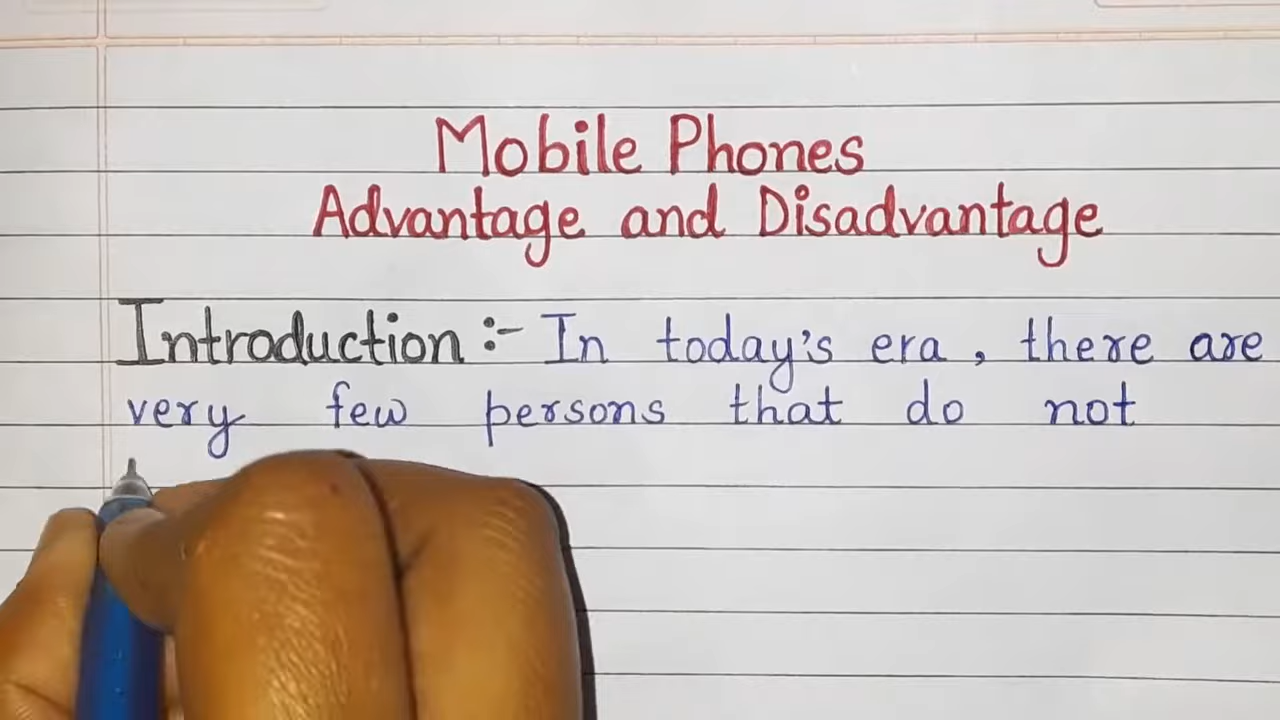 Mobile Phones
Advantage and Disadvantage
Introduction :- In today's era, there are
very few persons that do not